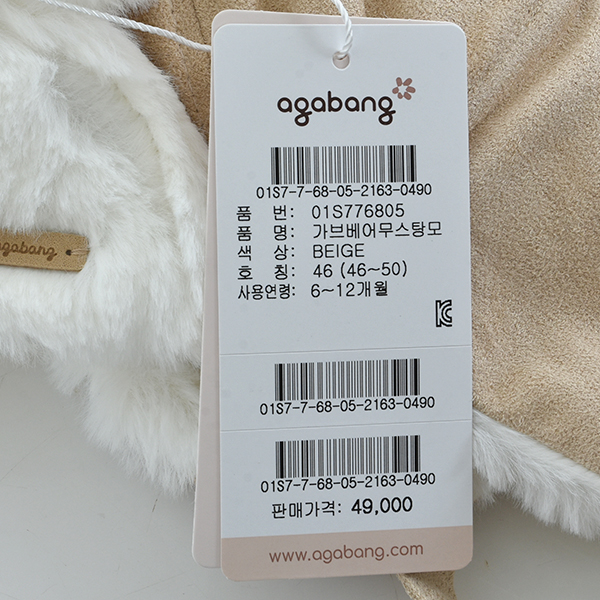 agabang
01S7-7-68-05-2163-0490
품 번: 01S776805
품 명: 가브베어무스탕모
색 상: BEIGE
호 칭: 46 (46~50)
사용연령: 6~12개월
KC
01S7-7-68-05-2163-0490
01S7-7-68-05-2163-0490
판매가격: 49,000
www.agabang.com
agabang